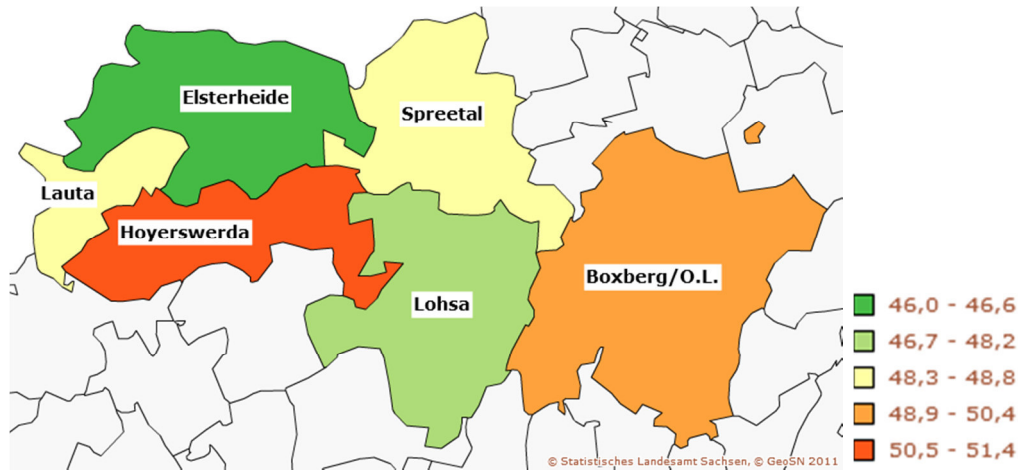 Elsterheide
Spreetal
Lauta
Hoyerswerda
Boxberg/O.L.
Lohsa
46,0 - 46,6
46,7 - 48,2
48,3 - 48,8
48,9 - 50,4
50,5 - 51,4
© Statistisches Landesamt Sachsen, © GeoSN 2011